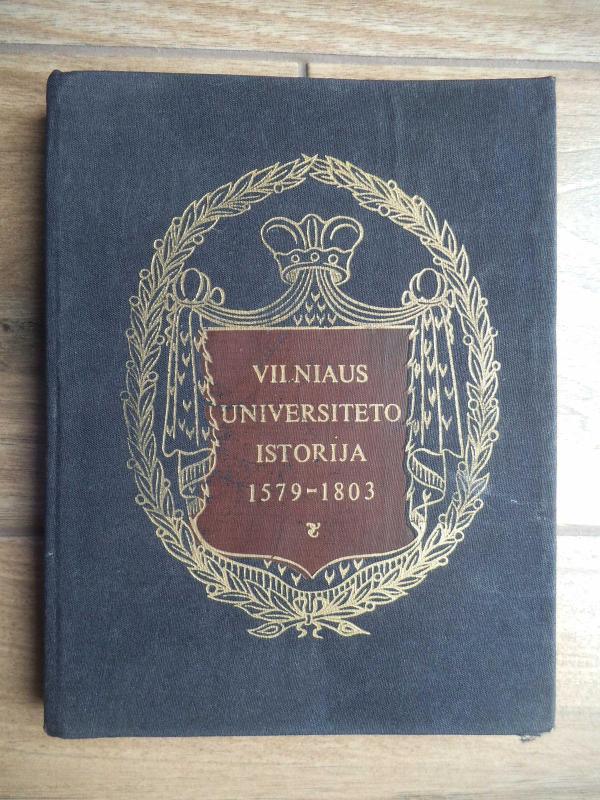 VILNIAUS
UNIVERSITETO
ISTORIJA
1579-1803